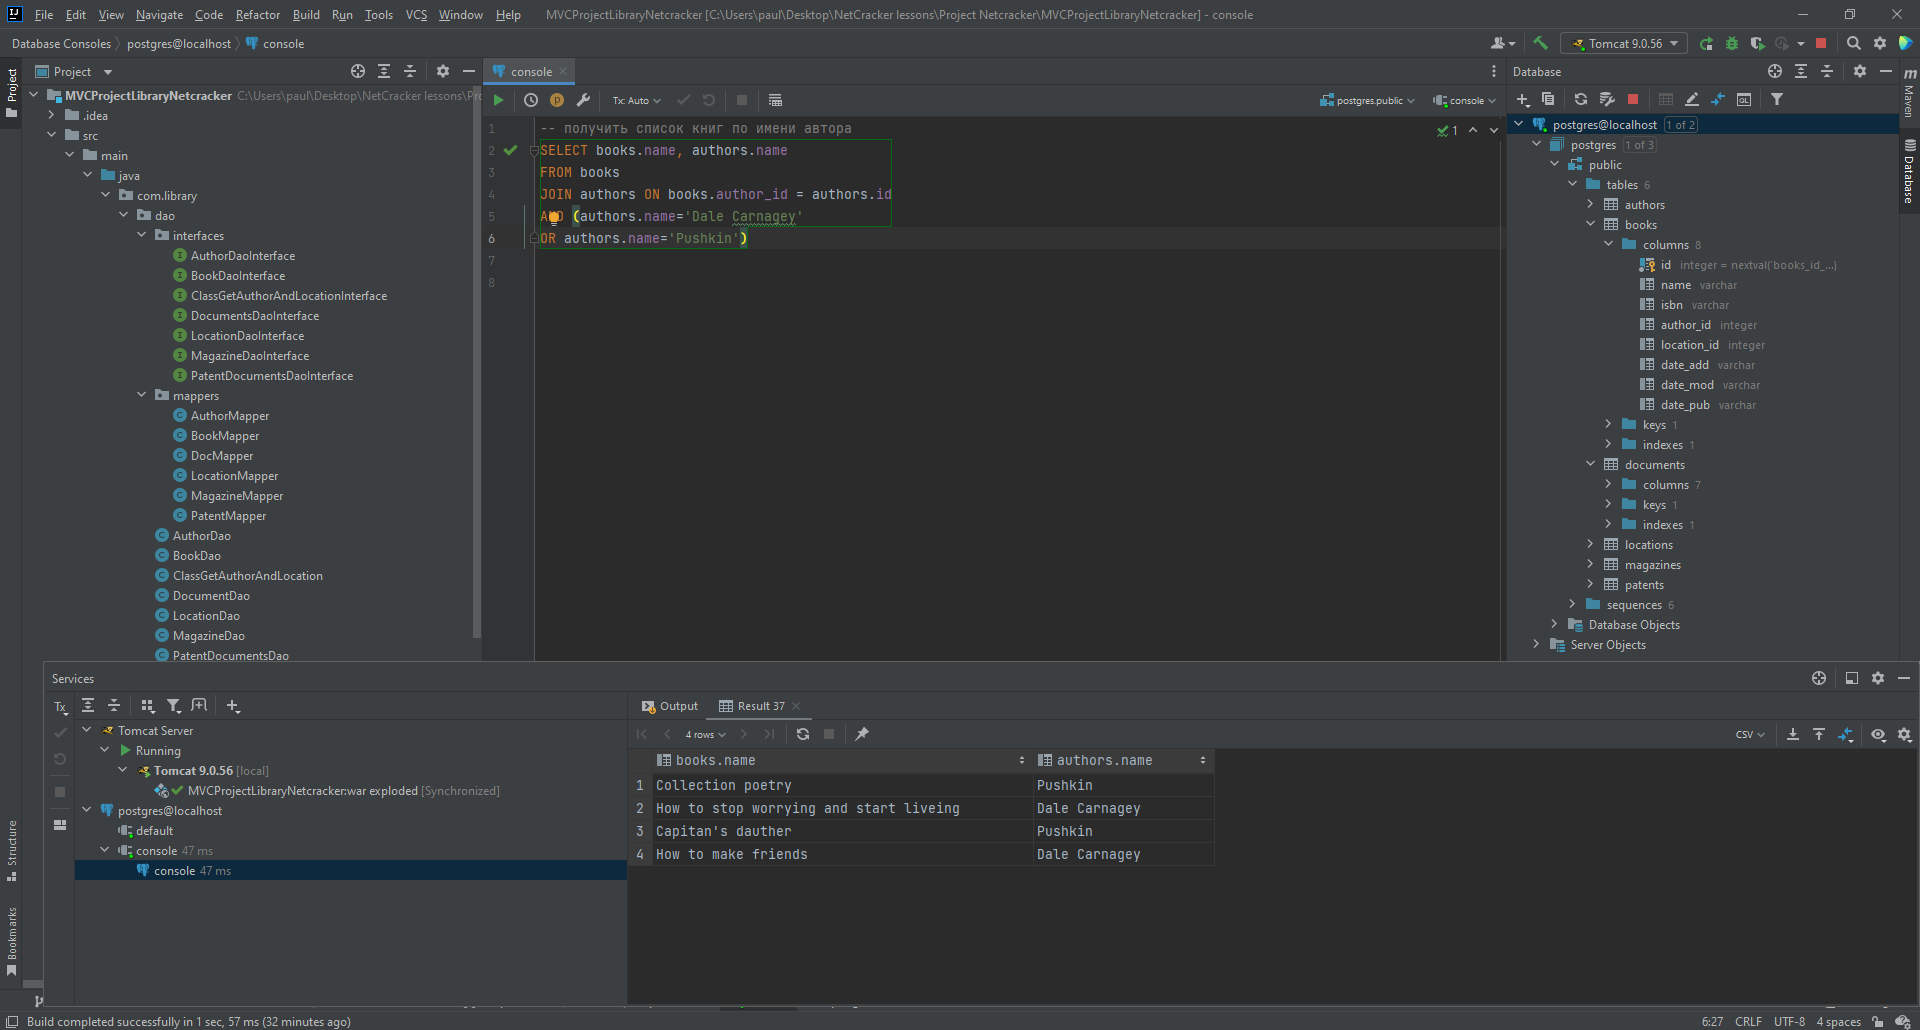 File Edit View Navigate Code Refactor Build Run Tools VCS Window Help MVCProjectLibraryNetcracker [C:\Users\paul\Desktop\NetCracker lessons\Project Netcracker\MVCProjectLibraryNetcracker] - console
Database Consoles postgres@localhost console Tomcat 9.0.56
Project
Project
MVCProjectLibraryNetcracker C:\Users\paul\Desktop\NetCracker lessons\Pro
.idea
src
main
java
com.library
dao
interfaces
AuthorDaoInterface
BookDaoInterface
ClassGetAuthorAndLocationInterface
DocumentsDaoInterface
LocationDaoInterface
MagazineDaoInterface
PatentDocumentsDaoInterface
mappers
AuthorMapper
BookMapper
DocMapper
LocationMapper
MagazineMapper
PatentMapper
AuthorDao
BookDao
ClassGetAuthorAndLocation
DocumentDao
LocationDao
MagazineDao
PatentDocumentsDao
console
Tx: Auto postgres.public console
1 -- получить список книг по имени автора
2 SELECT books.name, authors.name
3 FROM books
4 JOIN authors ON books.author_id = authors.id
5 AND (authors.name='Dale Carnagey'
6 OR authors.name='Pushkin')
7
8
1
Database
postgres@localhost 1 of 2
postgres 1 of 3
public
tables 6
authors
books
columns 8
id integer = nextval('books_id_...)
name varchar
isbn varchar
author_id integer
location_id integer
date_add varchar
date_mod varchar
date_pub varchar
keys 1
indexes 1
documents
columns 7
keys 1
indexes 1
locations
magazines
patents
sequences 6
Database Objects
Server Objects
Maven
Database
Services
Tx
Tomcat Server
Running
Tomcat 9.0.56 [local]
MVCProjectLibraryNetcracker:war exploded [Synchronized]
postgres@localhost
default
console 47 ms
console 47 ms
Output Result 37
4 rows CSV
books.name authors.name
1 Collection poetry Pushkin
2 How to stop worrying and start liveing Dale Carnagey
3 Capitan's dauther Pushkin
4 How to make friends Dale Carnagey
Structure
Bookmarks
Build completed successfully in 1 sec, 57 ms (32 minutes ago) 6:27 CRLF UTF-8 4 spaces